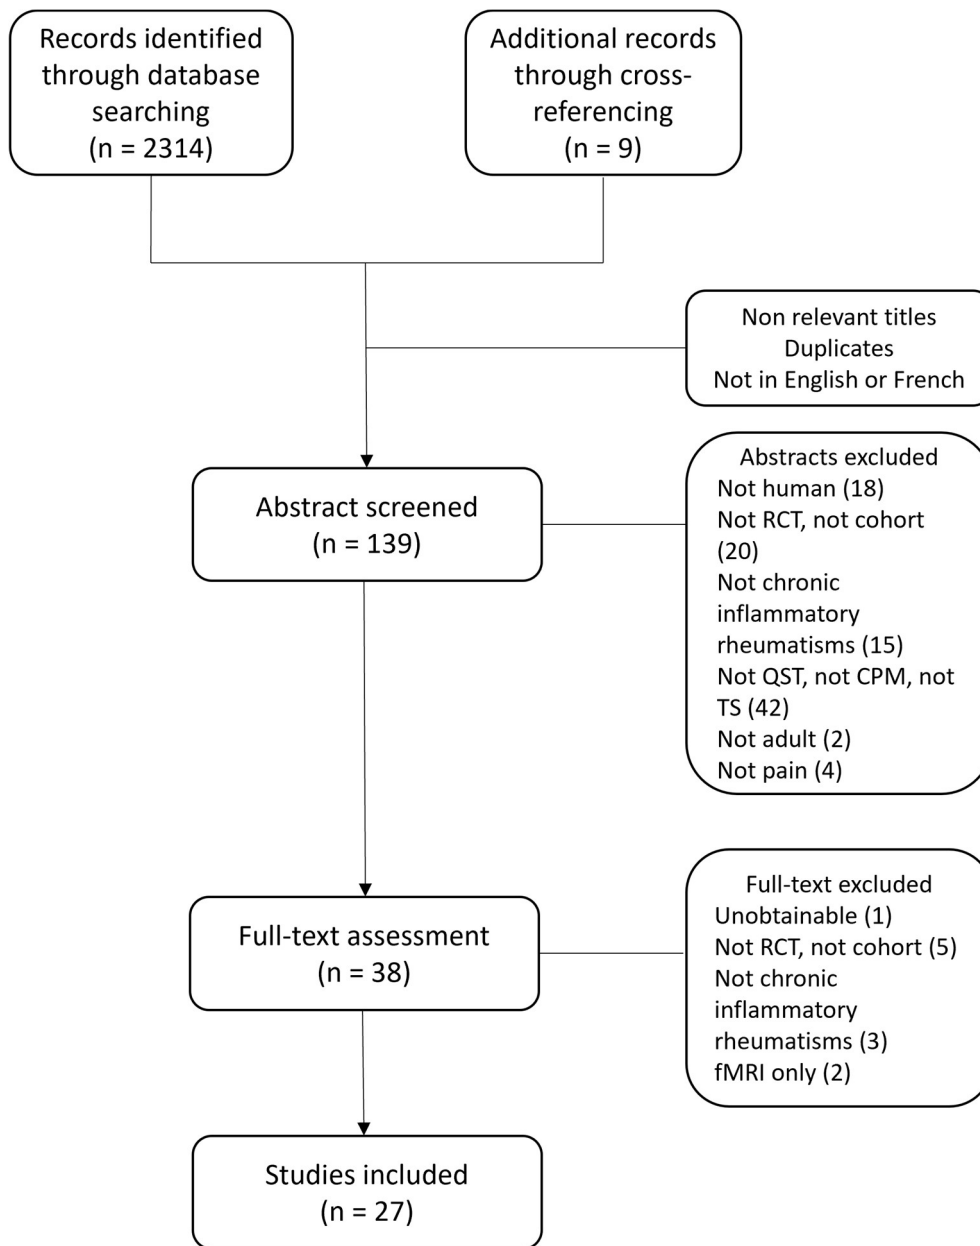 Records identified
through database
searching
(n = 2314)
Additional records
through cross-
referencing
(n = 9)
Non relevant titles
Duplicates
Not in English or French
Abstract screened
(n = 139)
Abstracts excluded
Not human (18)
Not RCT, not cohort
(20)
Not chronic
inflammatory
rheumatisms (15)
Not QST, not CPM, not
TS (42)
Not adult (2)
Not pain (4)
Full-text assessment
(n = 38)
Full-text excluded
Unobtainable (1)
Not RCT, not cohort (5)
Not chronic
inflammatory
rheumatisms (3)
fMRI only (2)
Studies included
(n = 27)